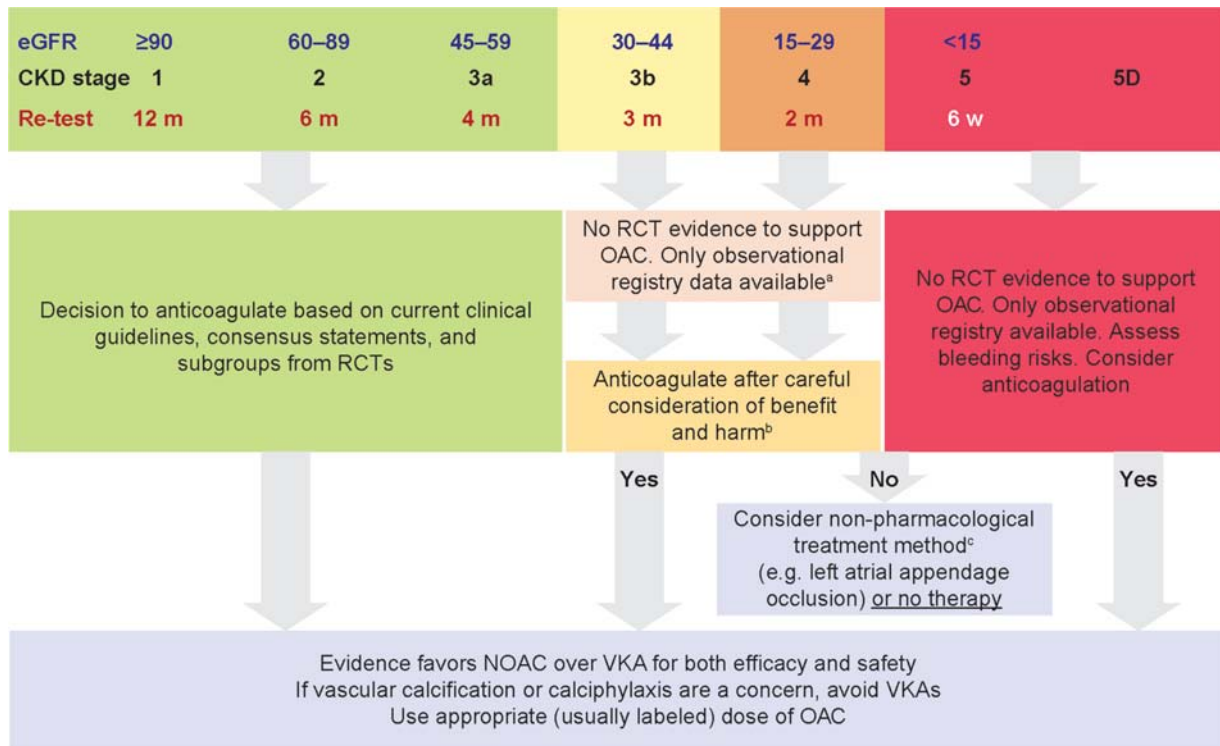 eGFR ≥90 60–89 45–59 30–44 15–29 <15
CKD stage 1 2 3a 3b 4 5 5D
Re-test 12 m 6 m 4 m 3 m 2 m 6 w
Decision to anticoagulate based on current clinical
guidelines, consensus statements, and
subgroups from RCTs
No RCT evidence to support
OAC. Only observational
registry data availableᵃ
Anticoagulate after careful
consideration of benefit
and harmᵇ
No RCT evidence to support
OAC. Only observational
registry available. Assess
bleeding risks. Consider
anticoagulation
Yes No Yes
Consider non-pharmacological
treatment methodᶜ
(e.g. left atrial appendage
occlusion) or no therapy
Evidence favors NOAC over VKA for both efficacy and safety
If vascular calcification or calciphylaxis are a concern, avoid VKAs
Use appropriate (usually labeled) dose of OAC